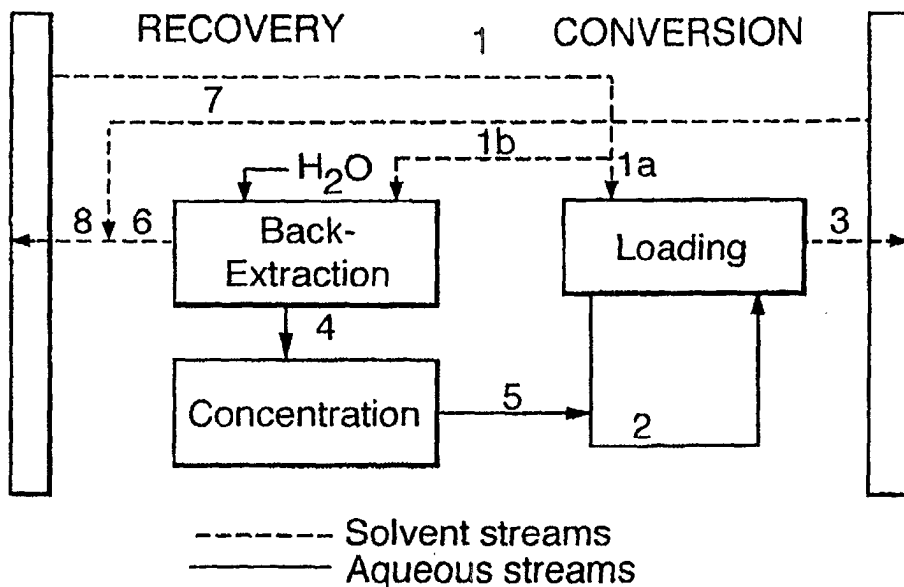 RECOVERY 1 CONVERSION
7
1b
H2O 1a
8 6 Back-Extraction Loading 3
4
Concentration 5 2
Solvent streams
Aqueous streams